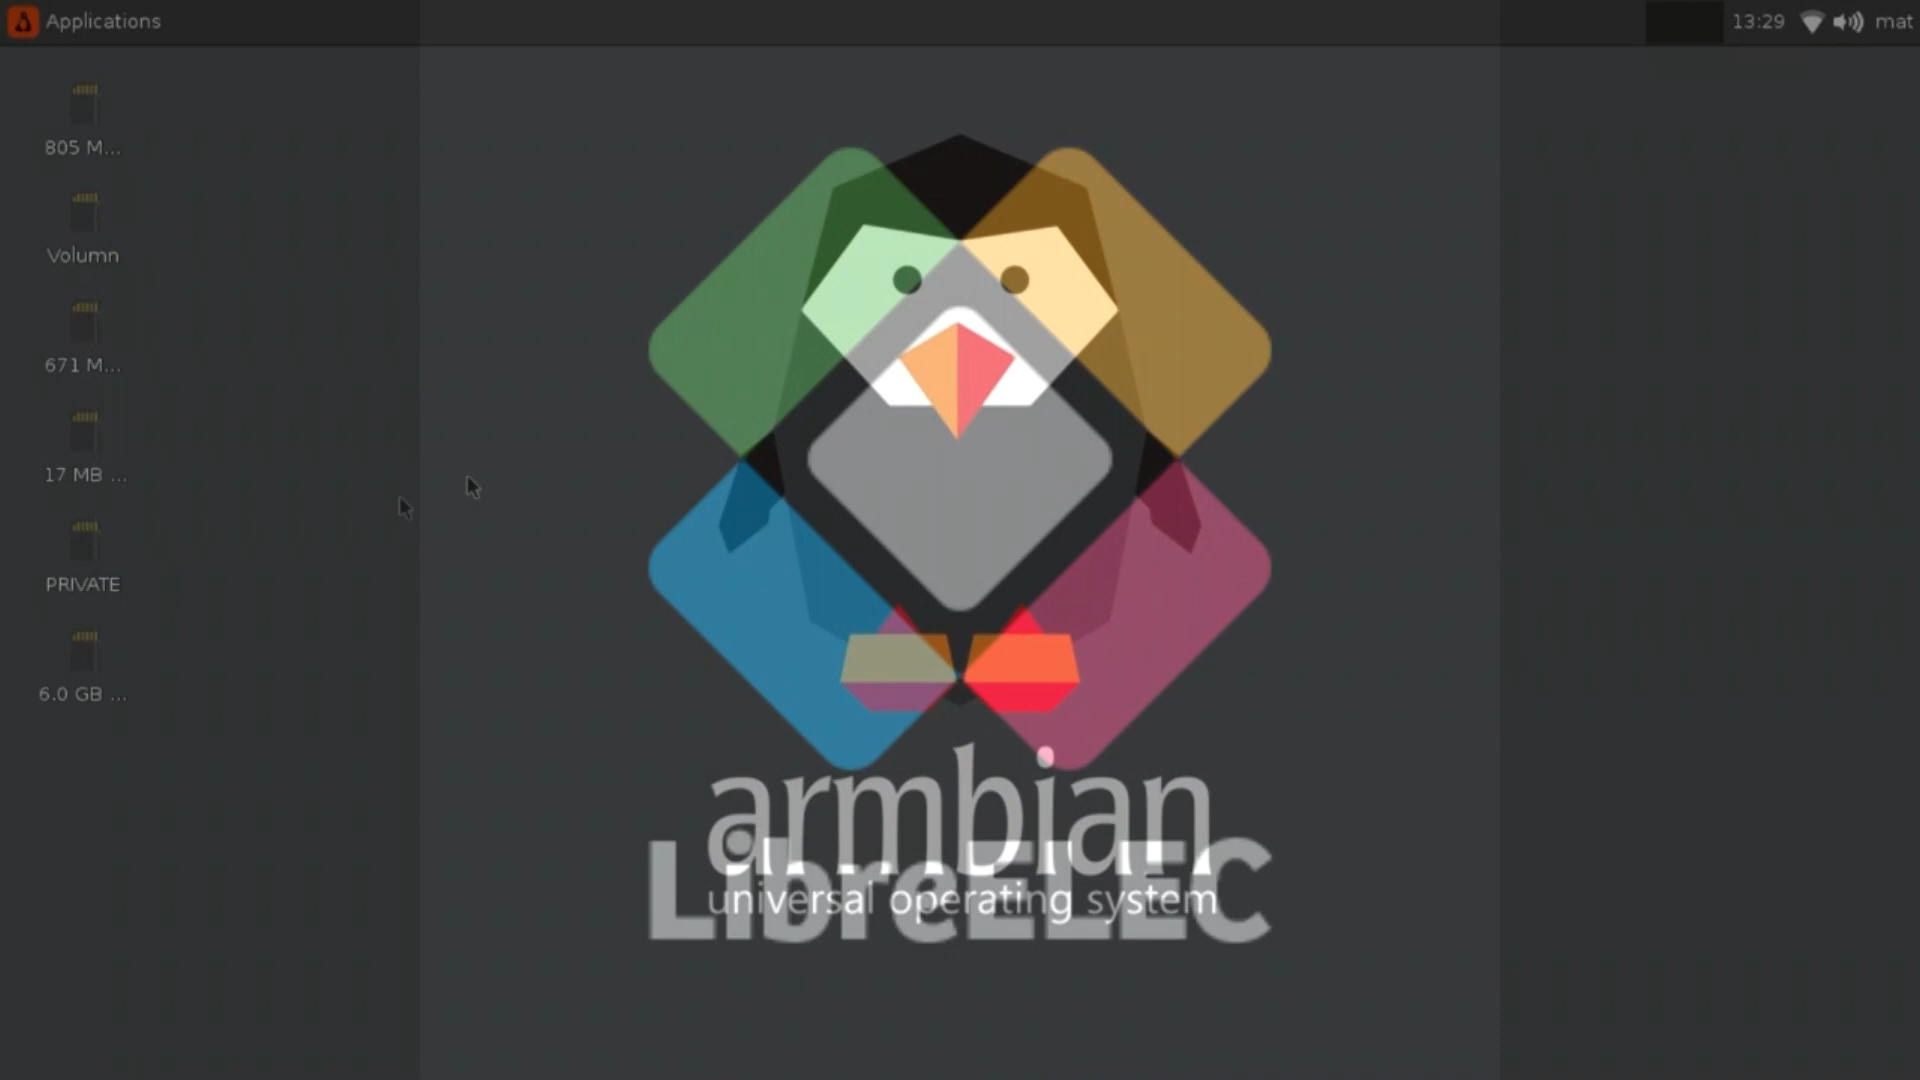 Applications
13:29
mat
805 M...
Volumn
671 M...
17 MB ...
PRIVATE
6.0 GB ...
armbian
LibreELEC
universal operating system